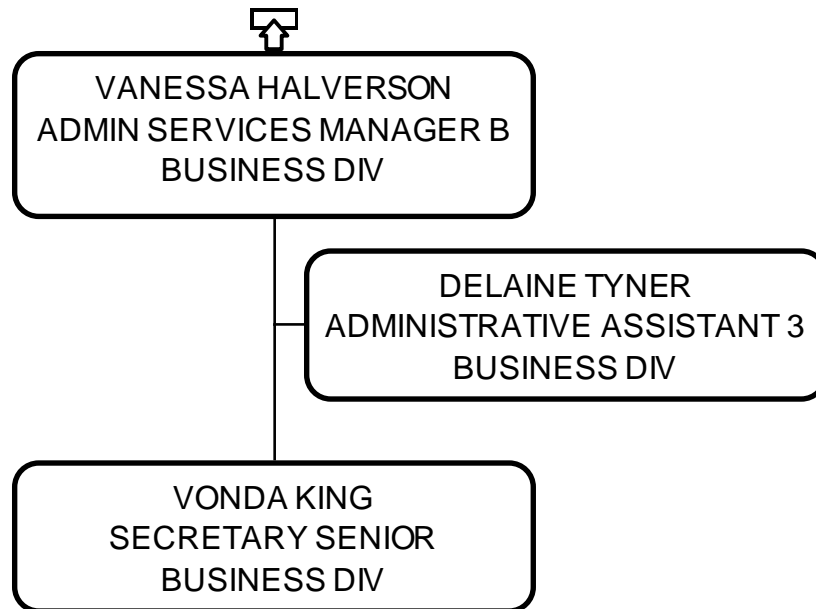 VANESSA HALVERSON
ADMIN SERVICES MANAGER B
BUSINESS DIV
DELAINE TYNER
ADMINISTRATIVE ASSISTANT 3
BUSINESS DIV
VONDA KING
SECRETARY SENIOR
BUSINESS DIV